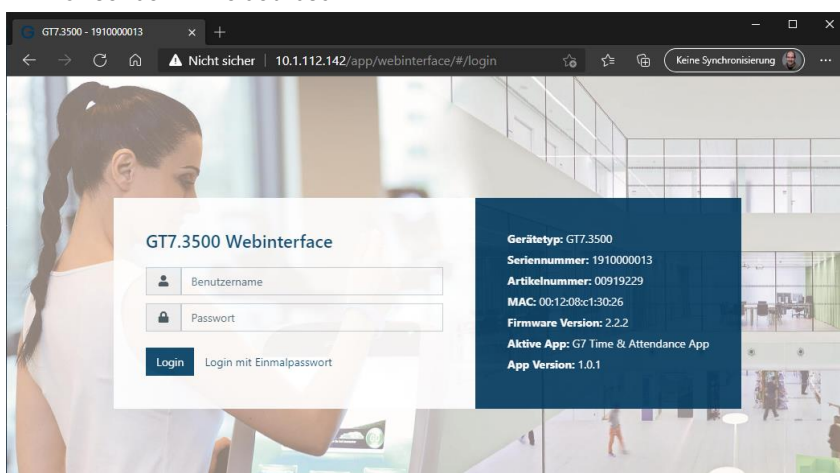 GT7.3500 - 1910000013
Nicht sicher | 10.1.112.142/app/webinterface/#/login
Keine Synchronisierung
GT7.3500 Webinterface
Benutzername
Passwort
Login
Login mit Einmalpasswort
Gerätetyp: GT7.3500
Seriennummer: 1910000013
Artikelnummer: 00919229
MAC: 00:12:08:c1:30:26
Firmware Version: 2.2.2
Aktive App: G7 Time & Attendance App
App Version: 1.0.1